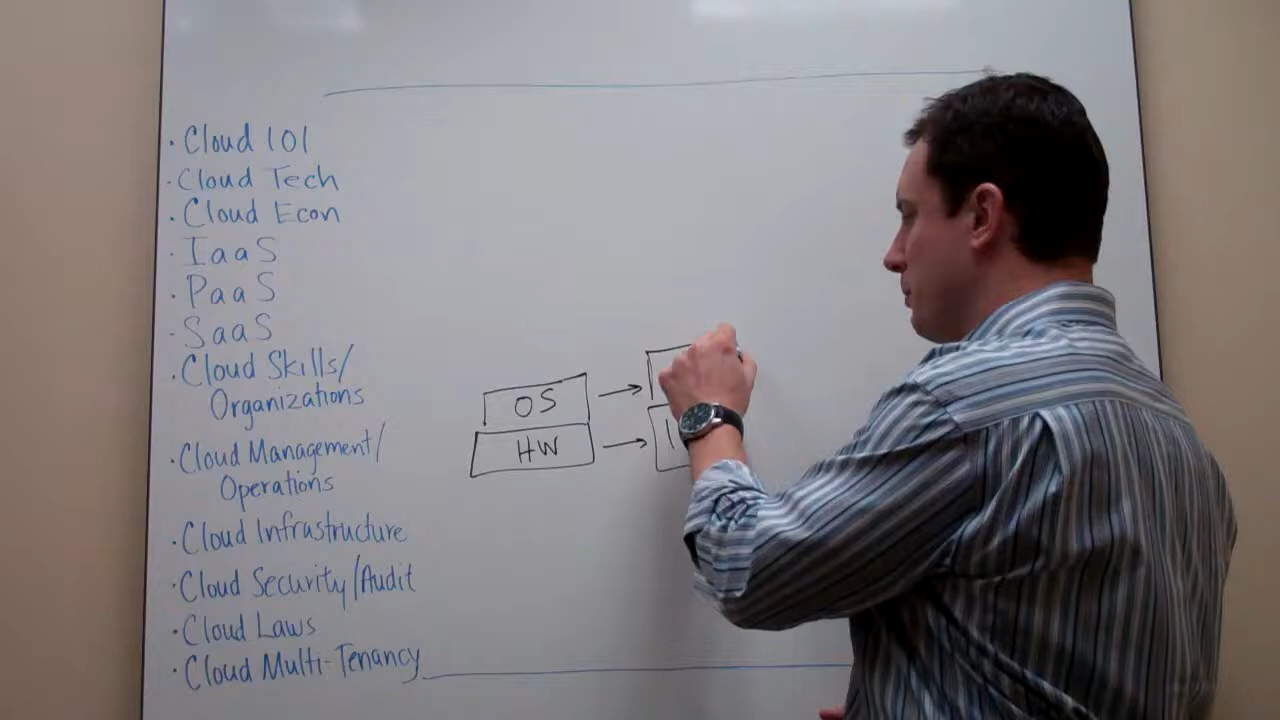 · Cloud 101
· Cloud Tech
· Cloud Econ
· IaaS
· PaaS
· SaaS
· Cloud Skills/
Organizations
· Cloud Management/
Operations
· Cloud Infrastructure
· Cloud Security/Audit
· Cloud Laws
· Cloud Multi-Tenancy
OS
HW